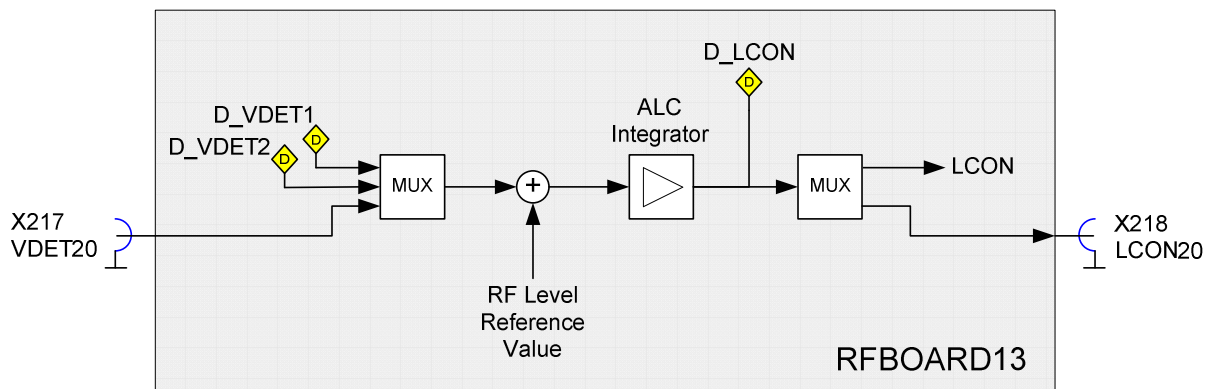 D_LCON
D
ALC
Integrator
D_VDET1
D
D_VDET2
D
MUX
+
MUX
LCON
X217
VDET20
X218
LCON20
RF Level
Reference
Value
RFBOARD13